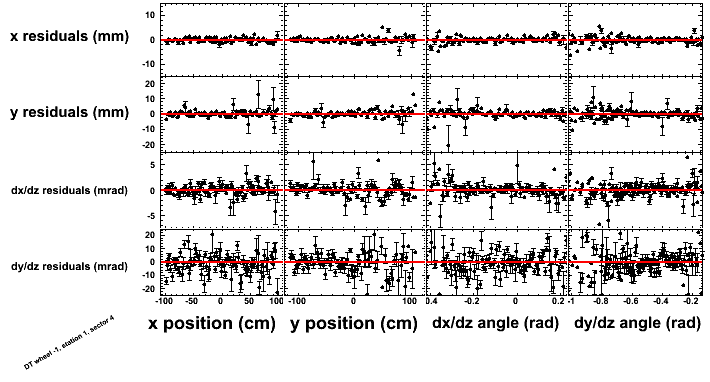 x residuals (mm)
10
0
-10
y residuals (mm)
20
10
0
-10
-20
dx/dz residuals (mrad)
5
0
-5
dy/dz residuals (mrad)
20
10
0
-10
-20
-100 -50 0 50 100
-100 0 100
0.4 -0.2 0 0.2
-1 -0.8 -0.6 -0.4 -0.2
x position (cm)
y position (cm)
dx/dz angle (rad)
dy/dz angle (rad)
DT wheel -1, station 1, sector 4